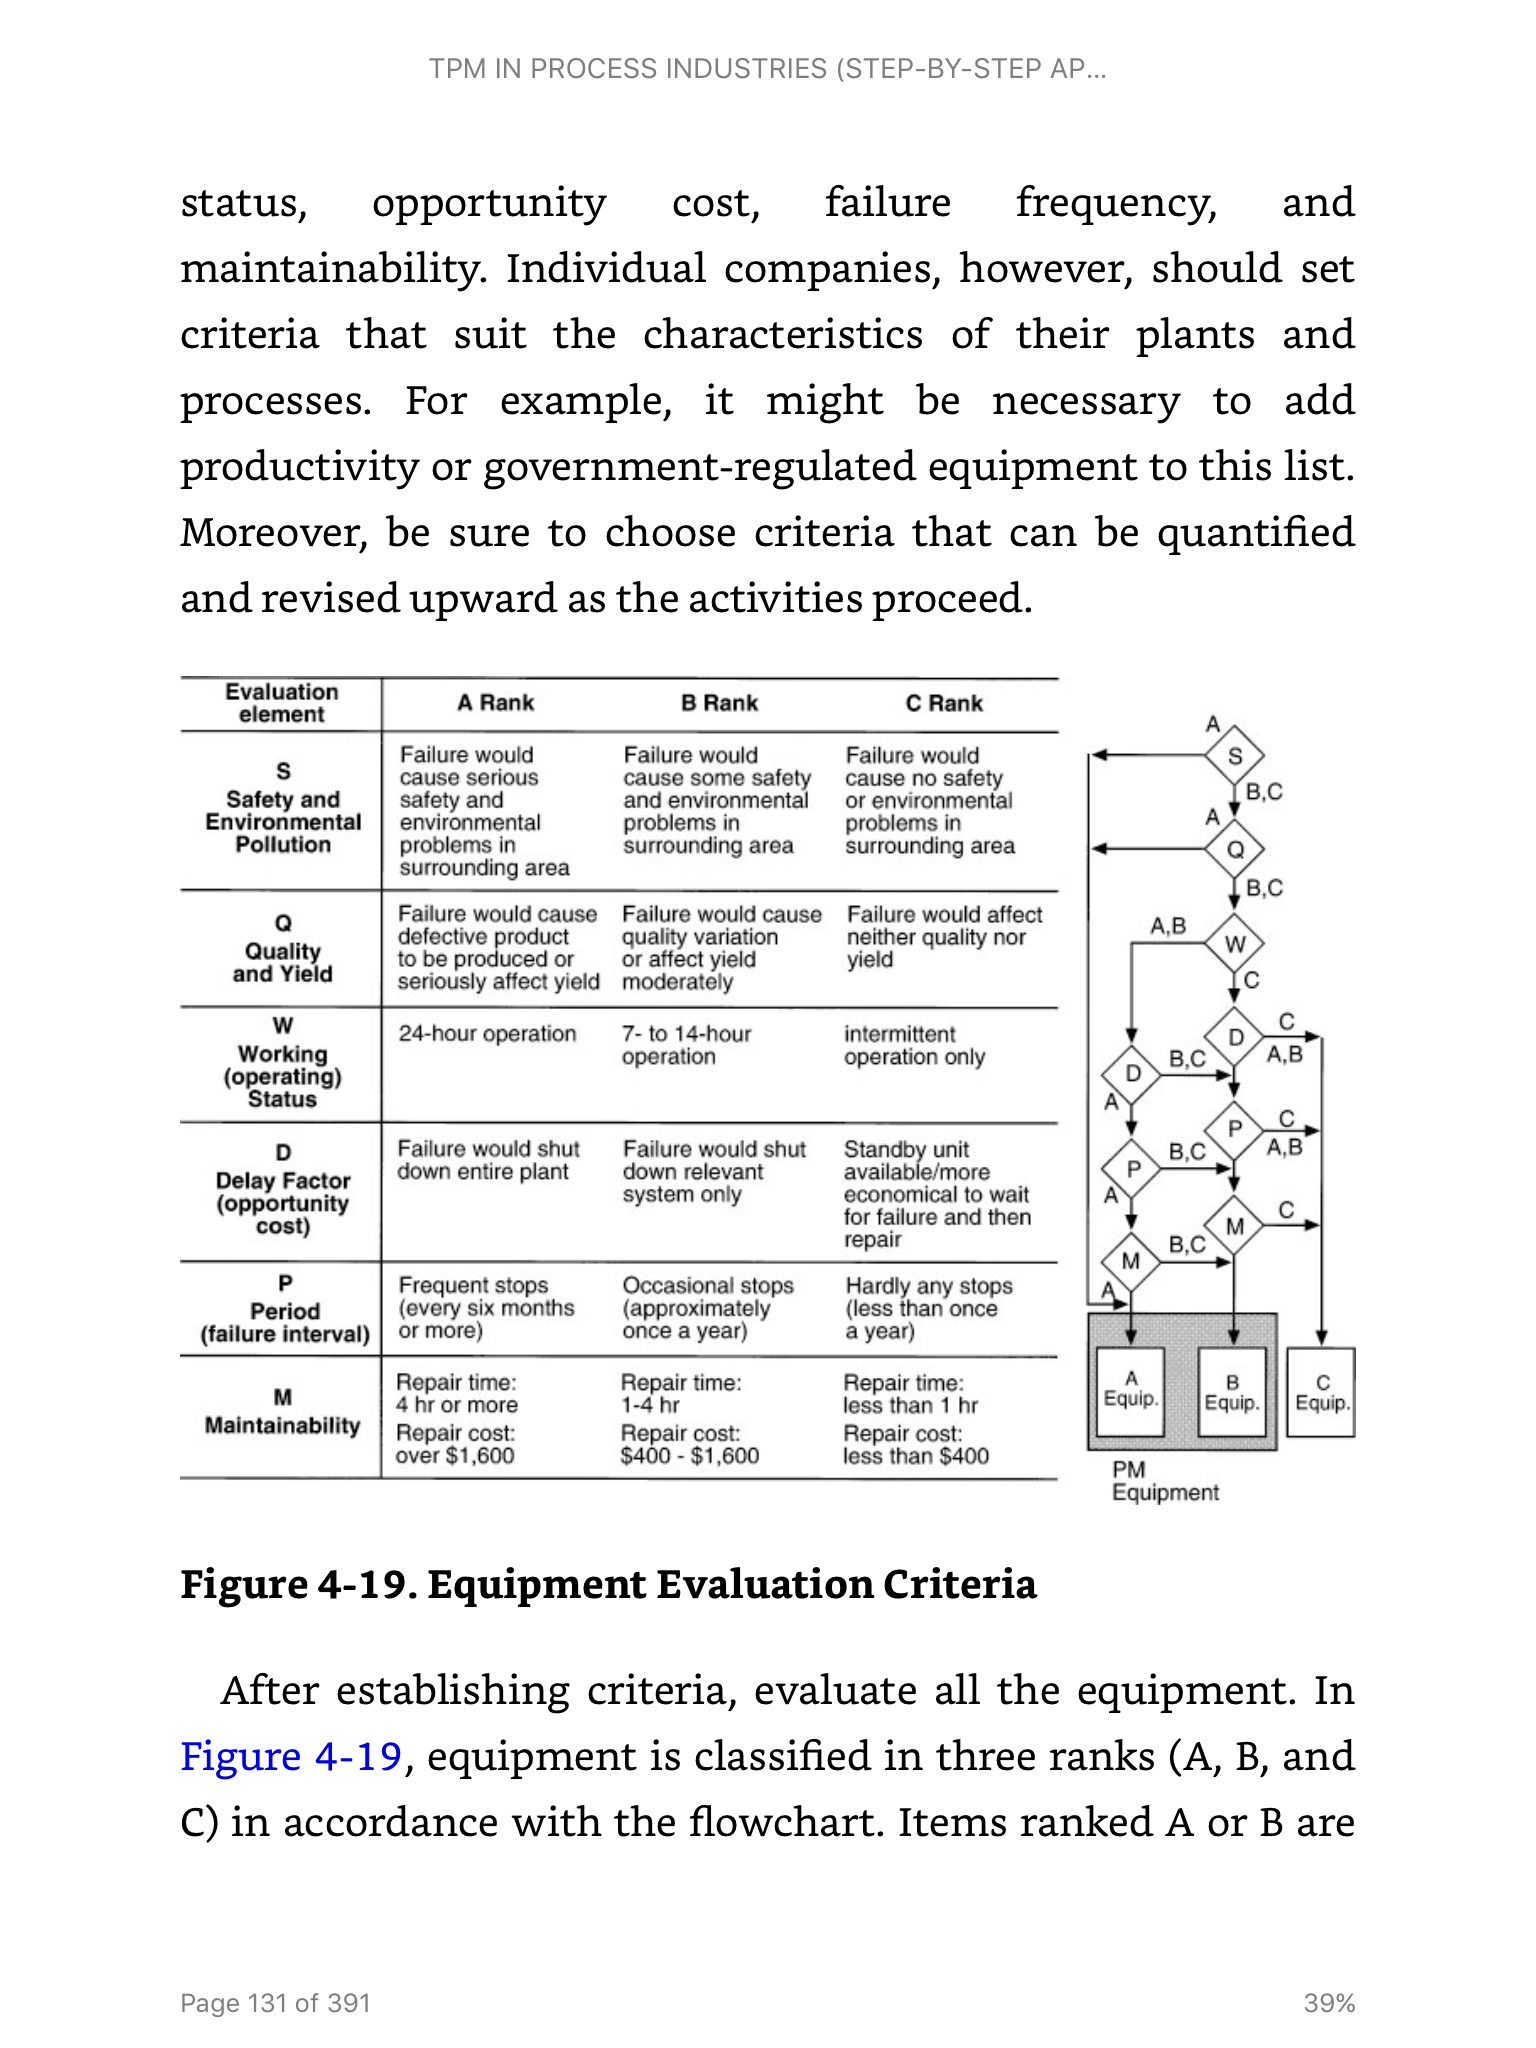 TPM IN PROCESS INDUSTRIES (STEP-BY-STEP AP...
status, opportunity cost, failure frequency, and
maintainability. Individual companies, however, should set
criteria that suit the characteristics of their plants and
processes. For example, it might be necessary to add
productivity or government-regulated equipment to this list.
Moreover, be sure to choose criteria that can be quantified
and revised upward as the activities proceed.
Evaluation
element
A Rank
B Rank
C Rank
S
Safety and
Environmental
Pollution
Failure would
cause serious
safety and
environmental
problems in
surrounding area
Failure would
cause some safety
and environmental
problems in
surrounding area
Failure would
cause no safety
or environmental
problems in
surrounding area
Q
Quality
and Yield
Failure would cause
defective product
to be produced or
seriously affect yield
Failure would cause
quality variation
or affect yield
moderately
Failure would affect
neither quality nor
yield
W
Working
(operating)
Status
24-hour operation
7- to 14-hour
operation
intermittent
operation only
D
Delay Factor
(opportunity
cost)
Failure would shut
down entire plant
Failure would shut
down relevant
system only
Standby unit
available/more
economical to wait
for failure and then
repair
P
Period
(failure interval)
Frequent stops
(every six months
or more)
Occasional stops
(approximately
once a year)
Hardly any stops
(less than once
a year)
M
Maintainability
Repair time:
4 hr or more
Repair cost:
over $1,600
Repair time:
1-4 hr
Repair cost:
$400 - $1,600
Repair time:
less than 1 hr
Repair cost:
less than $400
A
S
B,C
A
Q
B,C
A,B
W
C
D
C
A,B
D
B,C
A
P
C
A,B
P
B,C
A
M
C
M
B,C
A
A
Equip.
B
Equip.
C
Equip.
PM
Equipment
Figure 4-19. Equipment Evaluation Criteria
After establishing criteria, evaluate all the equipment. In
Figure 4-19, equipment is classified in three ranks (A, B, and
C) in accordance with the flowchart. Items ranked A or B are
Page 131 of 391
39%